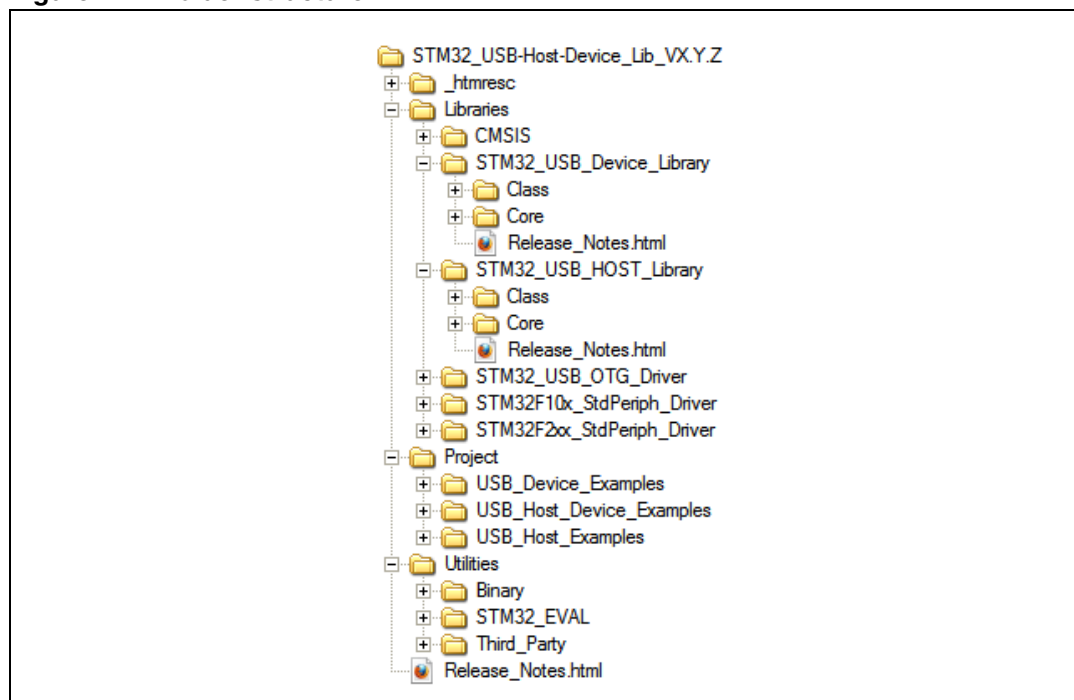 STM32_USB-Host-Device_Lib_VX.Y.Z
_htmresc
Libraries
CMSIS
STM32_USB_Device_Library
Class
Core
Release_Notes.html
STM32_USB_HOST_Library
Class
Core
Release_Notes.html
STM32_USB_OTG_Driver
STM32F10x_StdPeriph_Driver
STM32F2xx_StdPeriph_Driver
Project
USB_Device_Examples
USB_Host_Device_Examples
USB_Host_Examples
Utilities
Binary
STM32_EVAL
Third_Party
Release_Notes.html